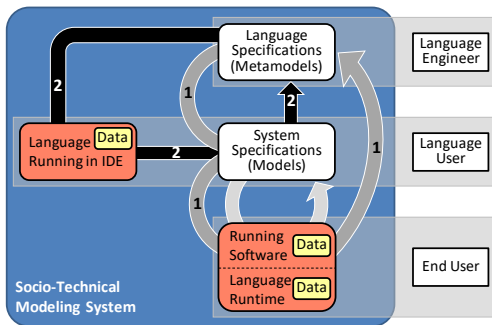 Language
Specifications
(Metamodels)
Language
Engineer
2
1
2
Data
Language
Running in IDE
2
System
Specifications
(Models)
1
Language
User
1
Running
Software
Data
Language
Runtime
Data
End User
Socio-Technical
Modeling System